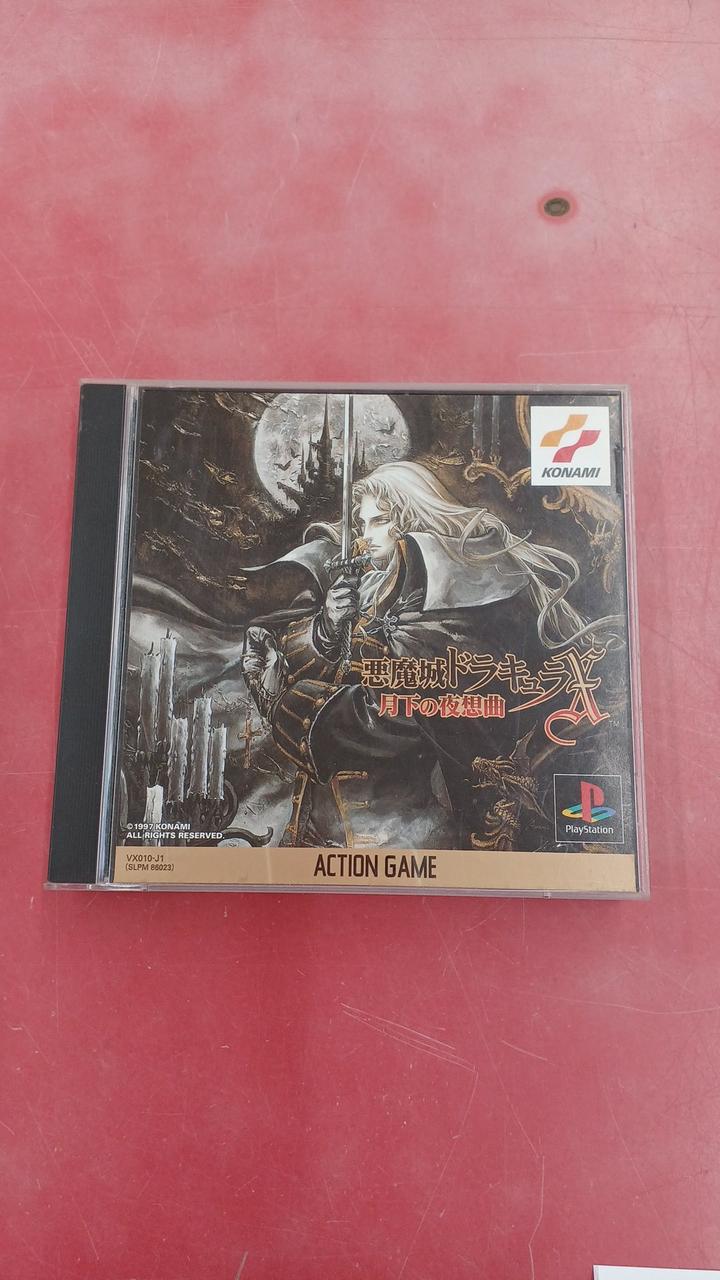 KONAMI
悪魔城ドラキュラX
月下の夜想曲
TM
PlayStation
©1997 KONAMI
ALL RIGHTS RESERVED.
VX010-J1
(SLPM 86023)
ACTION GAME